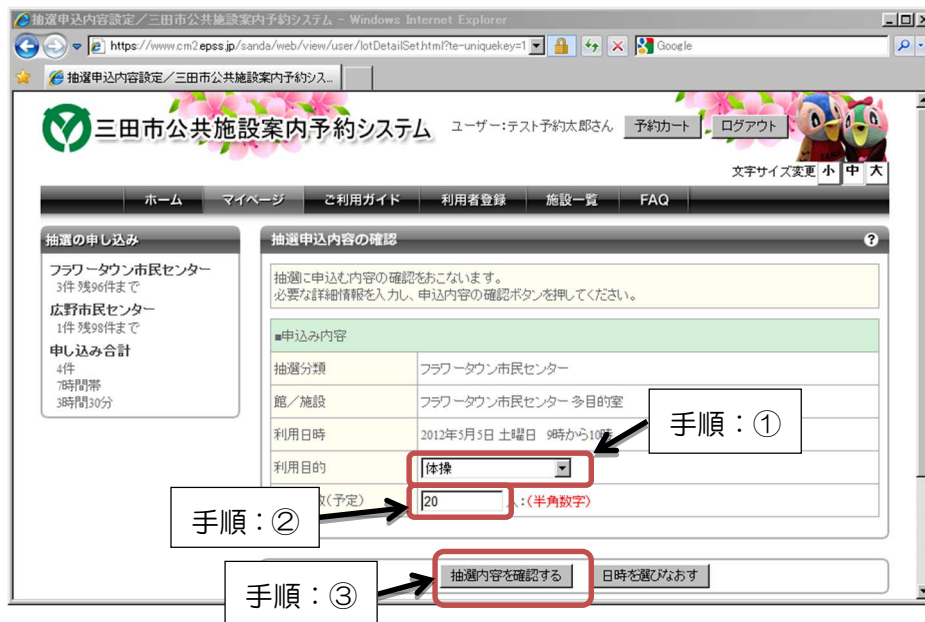 抽選申込内容設定／三田市公共施設案内予約システム - Windows Internet Explorer
https://www.cm2.epss.jp/sanda/web/view/user/lotDetailSet.html?te-uniquekey=1
Google
抽選申込内容設定／三田市公共施設案内予約シス...
三田市公共施設案内予約システム
ユーザー:テスト予約太郎さん
予約カート
ログアウト
文字サイズ変更 小 中 大
ホーム マイページ ご利用ガイド 利用者登録 施設一覧 FAQ
抽選の申し込み
フラワータウン市民センター
3件 残96件まで
広野市民センター
1件 残98件まで
申し込み合計
4件
7時間帯
3時間30分
抽選申込内容の確認
?
抽選に申込む内容の確認をおこないます。
必要な詳細情報を入力し、申込内容の確認ボタンを押してください。
■申込み内容
抽選分類 フラワータウン市民センター
館／施設 フラワータウン市民センター 多目的室
利用日時 2012年5月5日 土曜日 9時から10時
利用目的 体操
数(予定) 20 人:(半角数字)
手順：①
手順：②
手順：③
抽選内容を確認する
日時を選びなおす